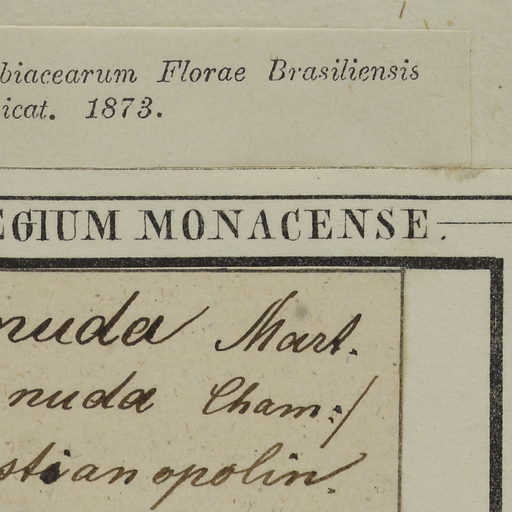 biacearum Florae Brasiliensis
icat. 1873.
EGIUM MONACENSE.
nuda Mart.
nuda Cham:/
stianopolin.